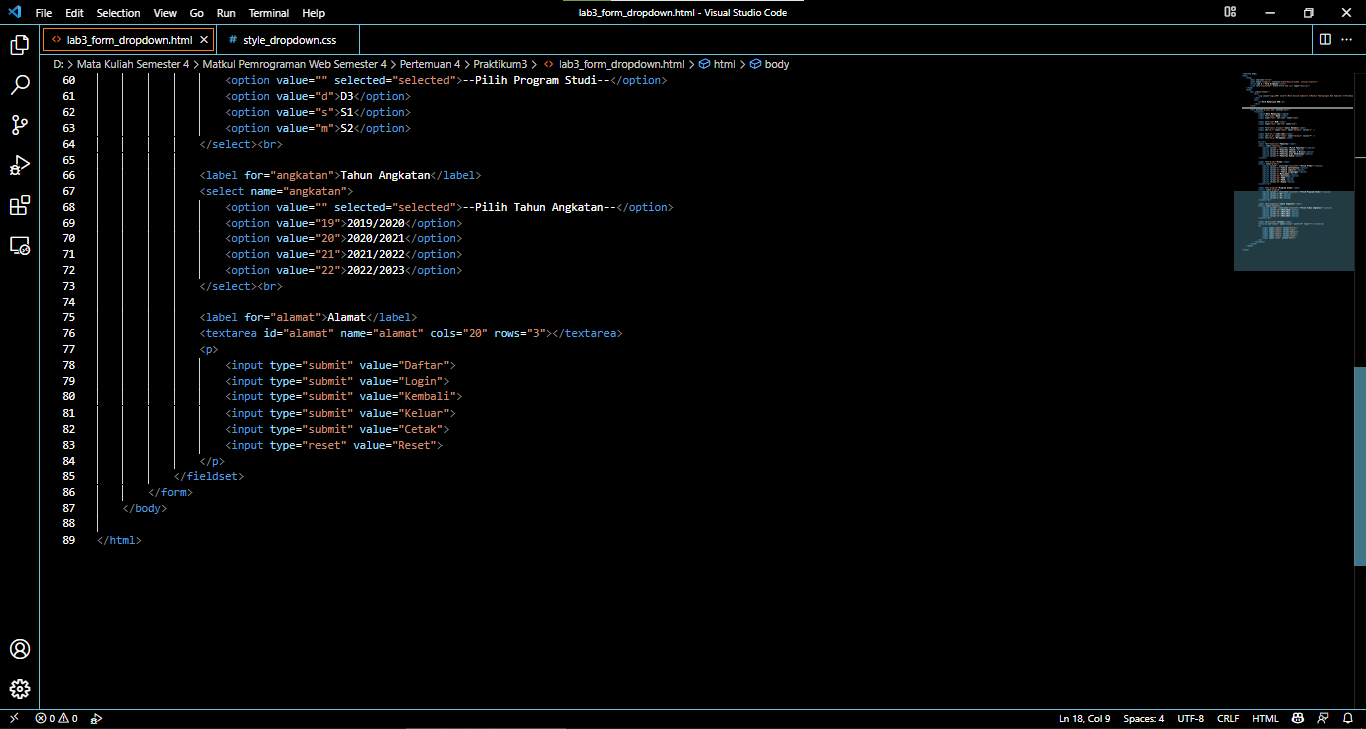 File Edit Selection View Go Run Terminal Help
lab3_form_dropdown.html - Visual Studio Code
lab3_form_dropdown.html
# style_dropdown.css
D: > Mata Kuliah Semester 4 > Matkul Pemrograman Web Semester 4 > Pertemuan 4 > Praktikum3 > <> lab3_form_dropdown.html > html > body
60 <option value="" selected="selected">--Pilih Program Studi--</option>
61 <option value="d">D3</option>
62 <option value="s">S1</option>
63 <option value="m">S2</option>
64 </select><br>
65
66 <label for="angkatan">Tahun Angkatan</label>
67 <select name="angkatan">
68 <option value="" selected="selected">--Pilih Tahun Angkatan--</option>
69 <option value="19">2019/2020</option>
70 <option value="20">2020/2021</option>
71 <option value="21">2021/2022</option>
72 <option value="22">2022/2023</option>
73 </select><br>
74
75 <label for="alamat">Alamat</label>
76 <textarea id="alamat" name="alamat" cols="20" rows="3"></textarea>
77 <p>
78 <input type="submit" value="Daftar">
79 <input type="submit" value="Login">
80 <input type="submit" value="Kembali">
81 <input type="submit" value="Keluar">
82 <input type="submit" value="Cetak">
83 <input type="reset" value="Reset">
84 </p>
85 </fieldset>
86 </form>
87 </body>
88
89 </html>
0 0
Ln 18, Col 9 Spaces: 4 UTF-8 CRLF HTML